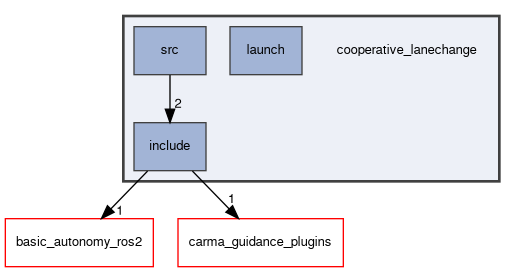 src
launch
cooperative_lanechange
2
include
1
1
basic_autonomy_ros2
carma_guidance_plugins